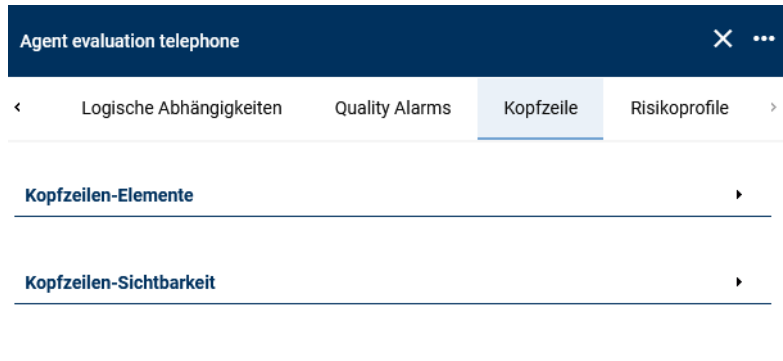 Agent evaluation telephone
Logische Abhängigkeiten Quality Alarms Kopfzeile Risikoprofile
Kopfzeilen-Elemente
Kopfzeilen-Sichtbarkeit